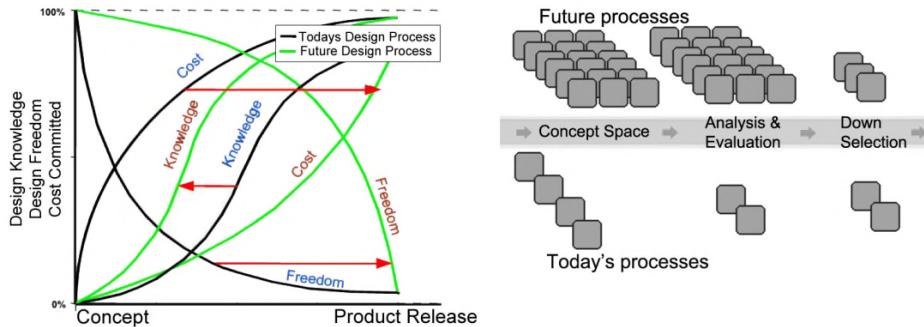 100%
0%
Design Knowledge
Design Freedom
Cost Committed
Todays Design Process
Future Design Process
Cost
Knowledge
Knowledge
Cost
Freedom
Freedom
Concept
Product Release
Future processes
Concept Space
Analysis &
Evaluation
Down
Selection
Today's processes